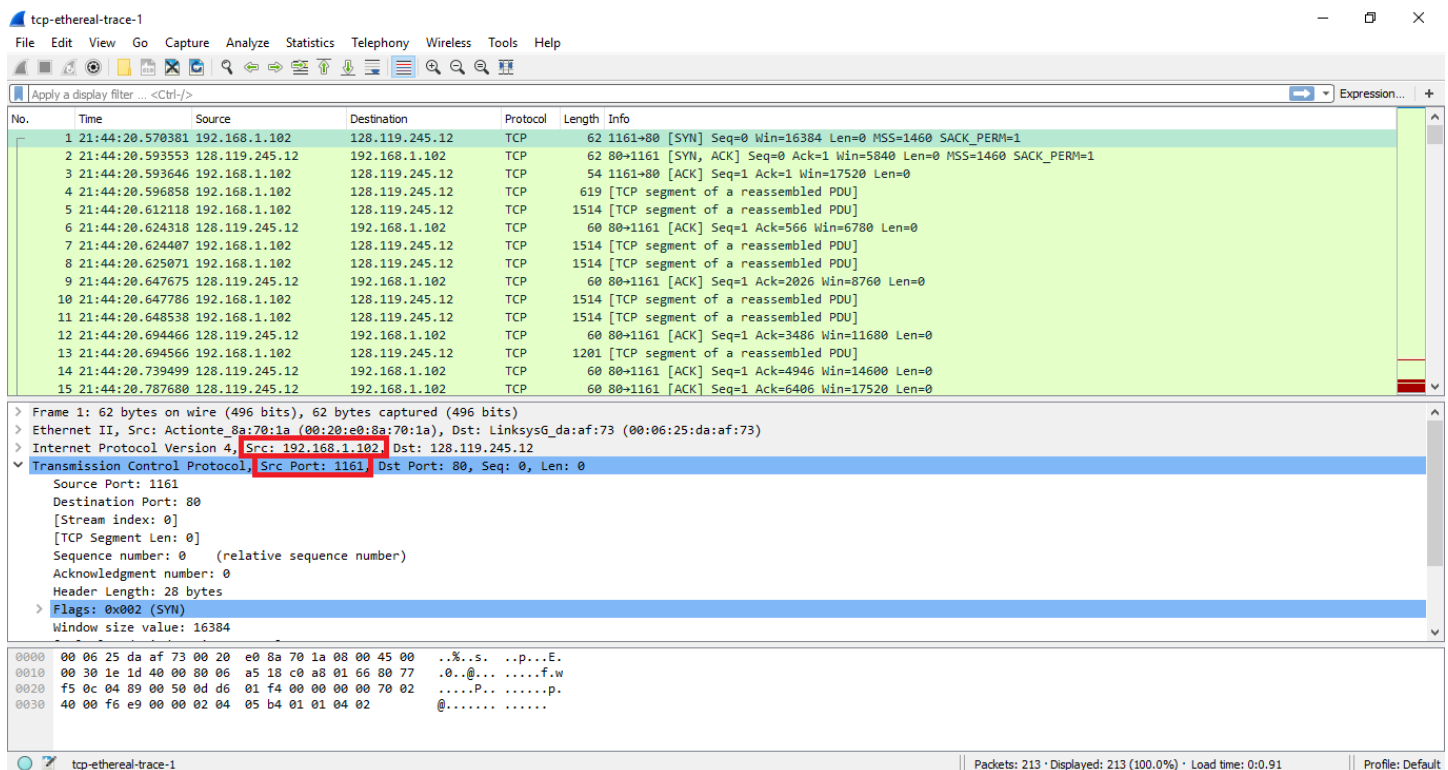 tcp-ethereal-trace-1
File Edit View Go Capture Analyze Statistics Telephony Wireless Tools Help
Apply a display filter ... <Ctrl-/> Expression... +
No. Time Source Destination Protocol Length Info
1 21:44:20.570381 192.168.1.102 128.119.245.12 TCP 62 1161→80 [SYN] Seq=0 Win=16384 Len=0 MSS=1460 SACK_PERM=1
2 21:44:20.593553 128.119.245.12 192.168.1.102 TCP 62 80→1161 [SYN, ACK] Seq=0 Ack=1 Win=5840 Len=0 MSS=1460 SACK_PERM=1
3 21:44:20.593646 192.168.1.102 128.119.245.12 TCP 54 1161→80 [ACK] Seq=1 Ack=1 Win=17520 Len=0
4 21:44:20.596858 192.168.1.102 128.119.245.12 TCP 619 [TCP segment of a reassembled PDU]
5 21:44:20.612118 192.168.1.102 128.119.245.12 TCP 1514 [TCP segment of a reassembled PDU]
6 21:44:20.624318 128.119.245.12 192.168.1.102 TCP 60 80→1161 [ACK] Seq=1 Ack=566 Win=6780 Len=0
7 21:44:20.624407 192.168.1.102 128.119.245.12 TCP 1514 [TCP segment of a reassembled PDU]
8 21:44:20.625071 192.168.1.102 128.119.245.12 TCP 1514 [TCP segment of a reassembled PDU]
9 21:44:20.647675 128.119.245.12 192.168.1.102 TCP 60 80→1161 [ACK] Seq=1 Ack=2026 Win=8760 Len=0
10 21:44:20.647786 192.168.1.102 128.119.245.12 TCP 1514 [TCP segment of a reassembled PDU]
11 21:44:20.648538 192.168.1.102 128.119.245.12 TCP 1514 [TCP segment of a reassembled PDU]
12 21:44:20.694466 128.119.245.12 192.168.1.102 TCP 60 80→1161 [ACK] Seq=1 Ack=3486 Win=11680 Len=0
13 21:44:20.694566 192.168.1.102 128.119.245.12 TCP 1201 [TCP segment of a reassembled PDU]
14 21:44:20.739499 128.119.245.12 192.168.1.102 TCP 60 80→1161 [ACK] Seq=1 Ack=4946 Win=14600 Len=0
15 21:44:20.787680 128.119.245.12 192.168.1.102 TCP 60 80→1161 [ACK] Seq=1 Ack=6406 Win=17520 Len=0
> Frame 1: 62 bytes on wire (496 bits), 62 bytes captured (496 bits)
> Ethernet II, Src: Actionte_8a:70:1a (00:20:e0:8a:70:1a), Dst: LinksysG_da:af:73 (00:06:25:da:af:73)
> Internet Protocol Version 4, Src: 192.168.1.102, Dst: 128.119.245.12
Transmission Control Protocol, Src Port: 1161, Dst Port: 80, Seq: 0, Len: 0
Source Port: 1161
Destination Port: 80
[Stream index: 0]
[TCP Segment Len: 0]
Sequence number: 0 (relative sequence number)
Acknowledgment number: 0
Header Length: 28 bytes
> Flags: 0x002 (SYN)
Window size value: 16384
0000 00 06 25 da af 73 00 20 e0 8a 70 1a 08 00 45 00 ..%..s. ..p...E.
0010 00 30 1e 1d 40 00 80 06 a5 18 c0 a8 01 66 80 77 .0..@... .....f.w
0020 f5 0c 04 89 00 50 0d d6 01 f4 00 00 00 00 70 02 .....P.. ......p.
0030 40 00 f6 e9 00 00 02 04 05 b4 01 01 04 02 @....... ......
tcp-ethereal-trace-1 Packets: 213 · Displayed: 213 (100.0%) · Load time: 0:0.91 Profile: Default